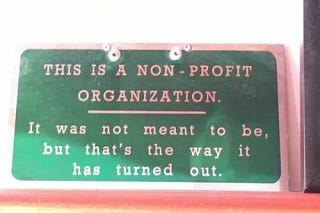 THIS IS A NON-PROFIT
ORGANIZATION.
It was not meant to be,
but that's the way it
has turned out.